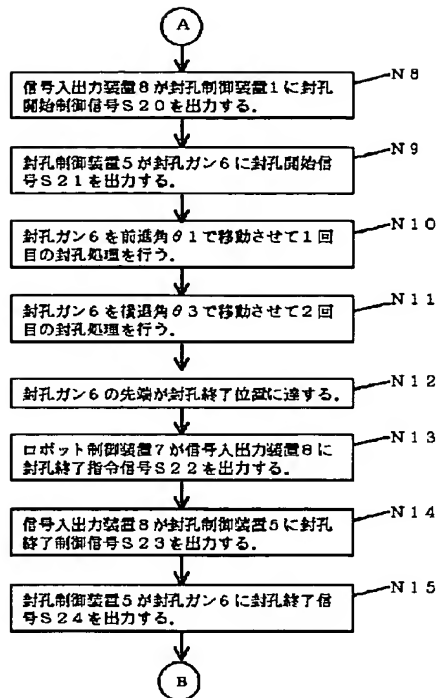 A
信号入出力装置8が封孔制御装置1に封孔
開始制御信号S20を出力する。
N8
封孔制御装置5が封孔ガン6に封孔開始信
号S21を出力する。
N9
封孔ガン6を前進角θ1で移動させて1回
目の封孔処理を行う。
N10
封孔ガン6を後退角θ3で移動させて2回
目の封孔処理を行う。
N11
封孔ガン6の先端が封孔終了位置に達する。
N12
ロボット制御装置7が信号入出力装置8に
封孔終了指令信号S22を出力する。
N13
信号入出力装置8が封孔制御装置5に封孔
終了制御信号S23を出力する。
N14
封孔制御装置5が封孔ガン6に封孔終了信
号S24を出力する。
N15
B